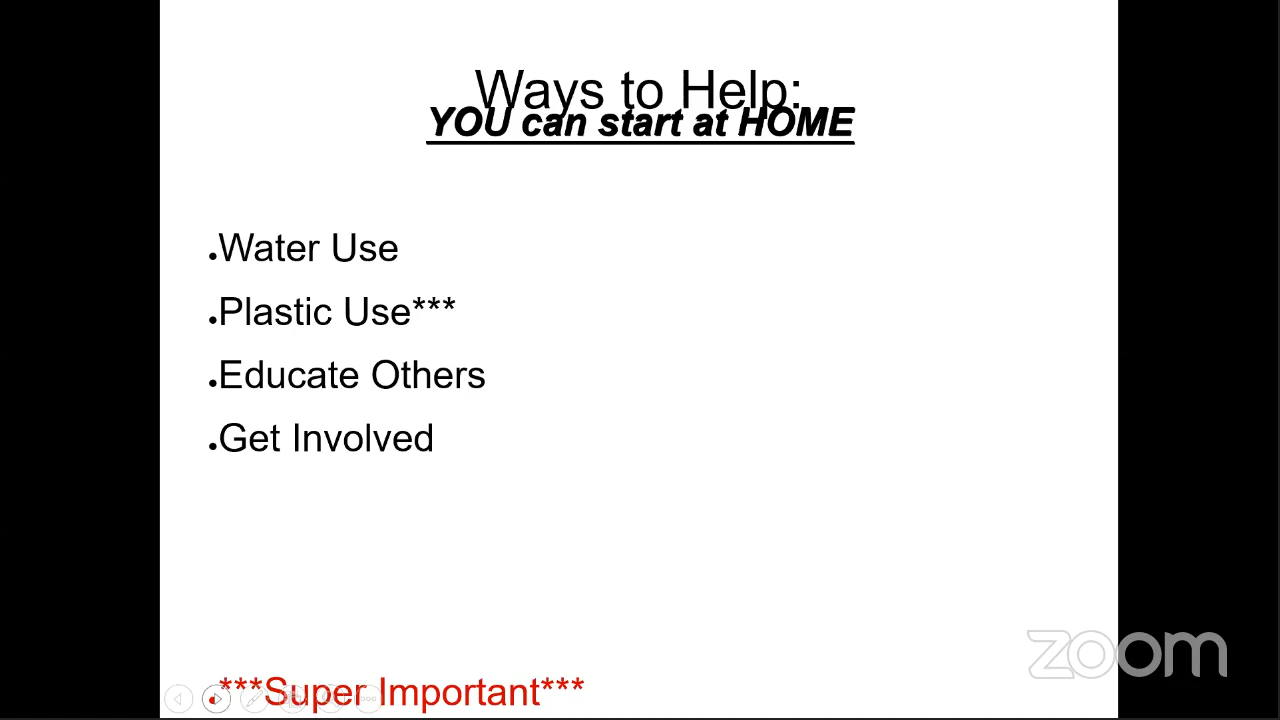 Ways to Help:
YOU can start at HOME
•Water Use
•Plastic Use***
•Educate Others
•Get Involved
•***Super Important***
zoom